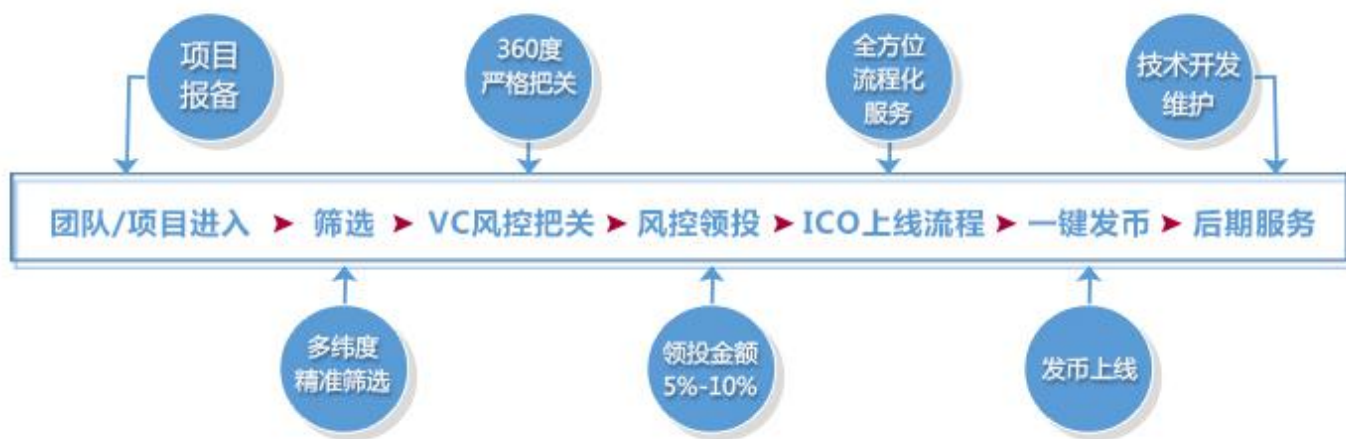 项目
报备
360度
严格把关
全方位
流程化
服务
技术开发
维护
团队/项目进入 ➤ 筛选 ➤ VC风控把关 ➤ 风控领投 ➤ ICO上线流程 ➤ 一键发币 ➤ 后期服务
多纬度
精准筛选
领投金额
5%-10%
发币上线